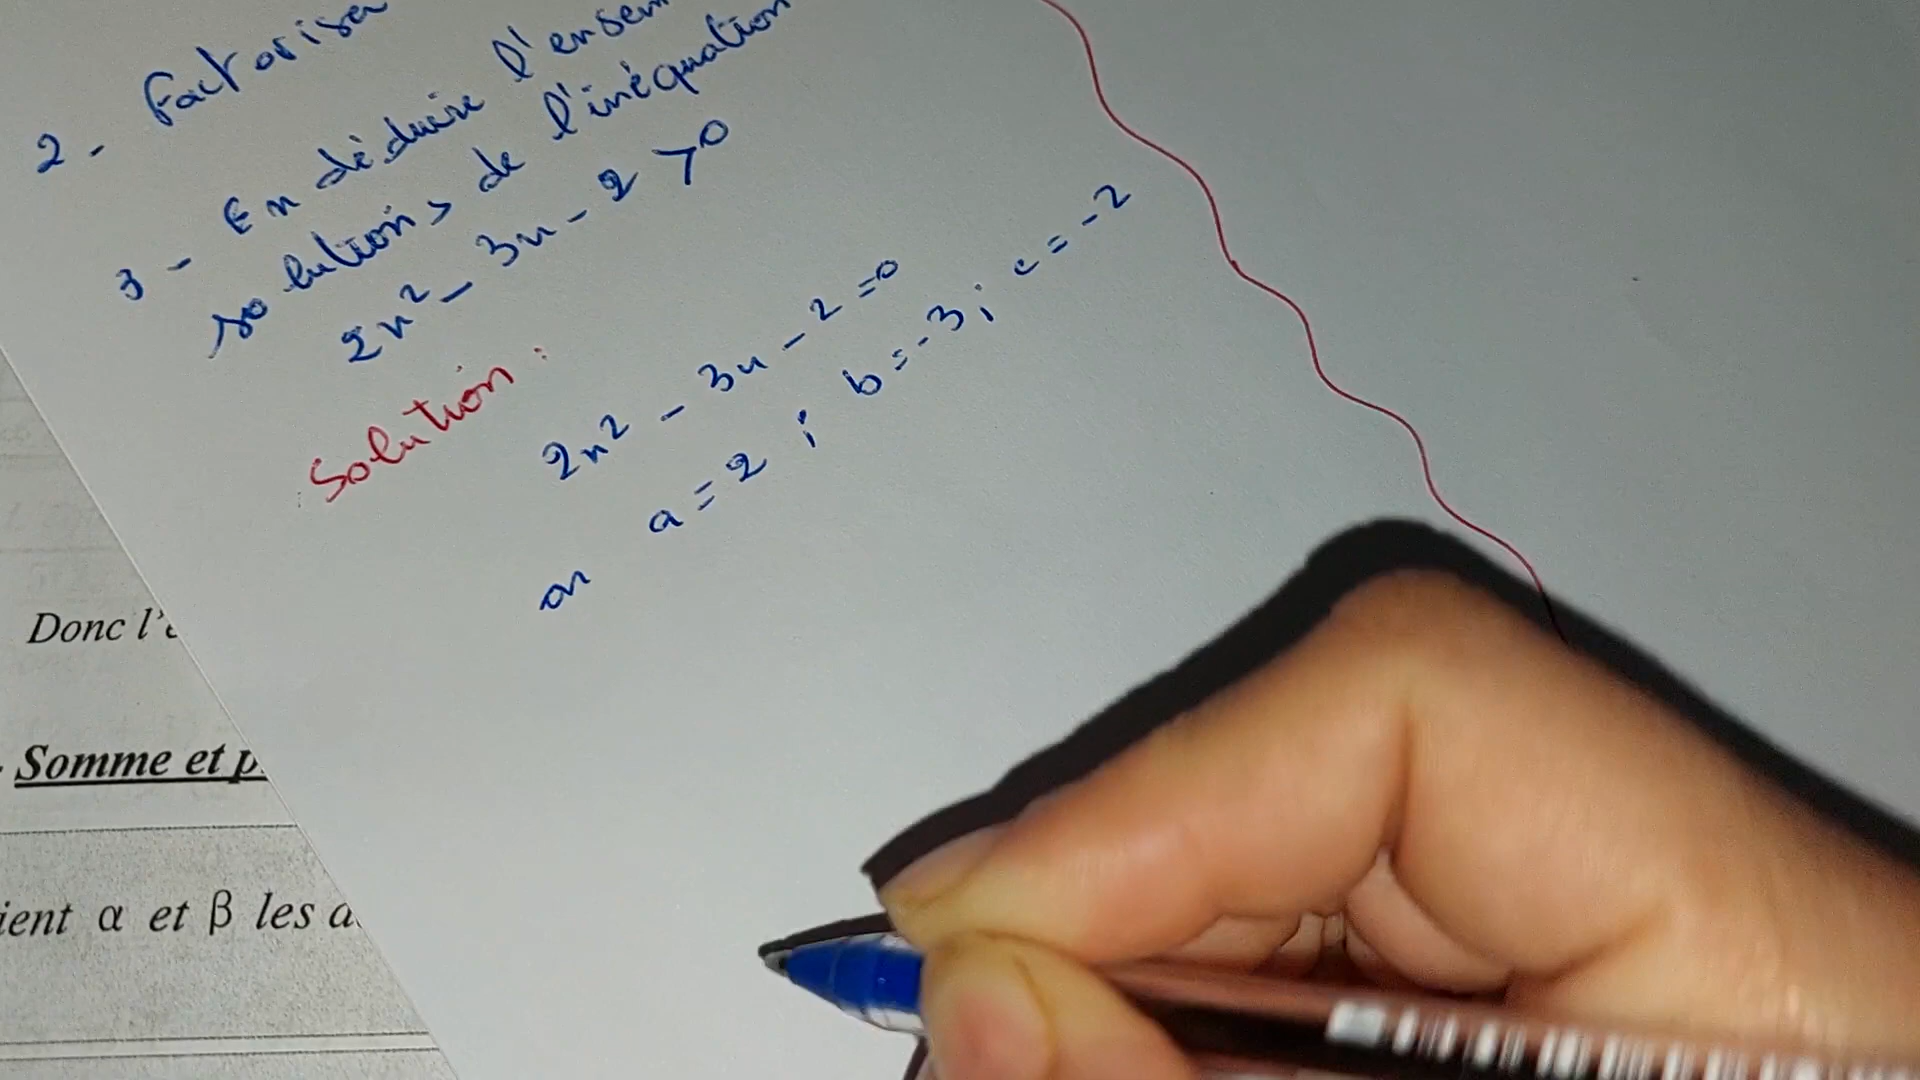 2 - Factoriser
3 - En déduire l'ensem
solutions de l'inéquation
2x² - 3x - 2 > 0
Solution :
2x² - 3x - 2 = 0
on a = 2 ; b = -3 ; c = -2
Donc l'e
Somme et p
ient α et β les d